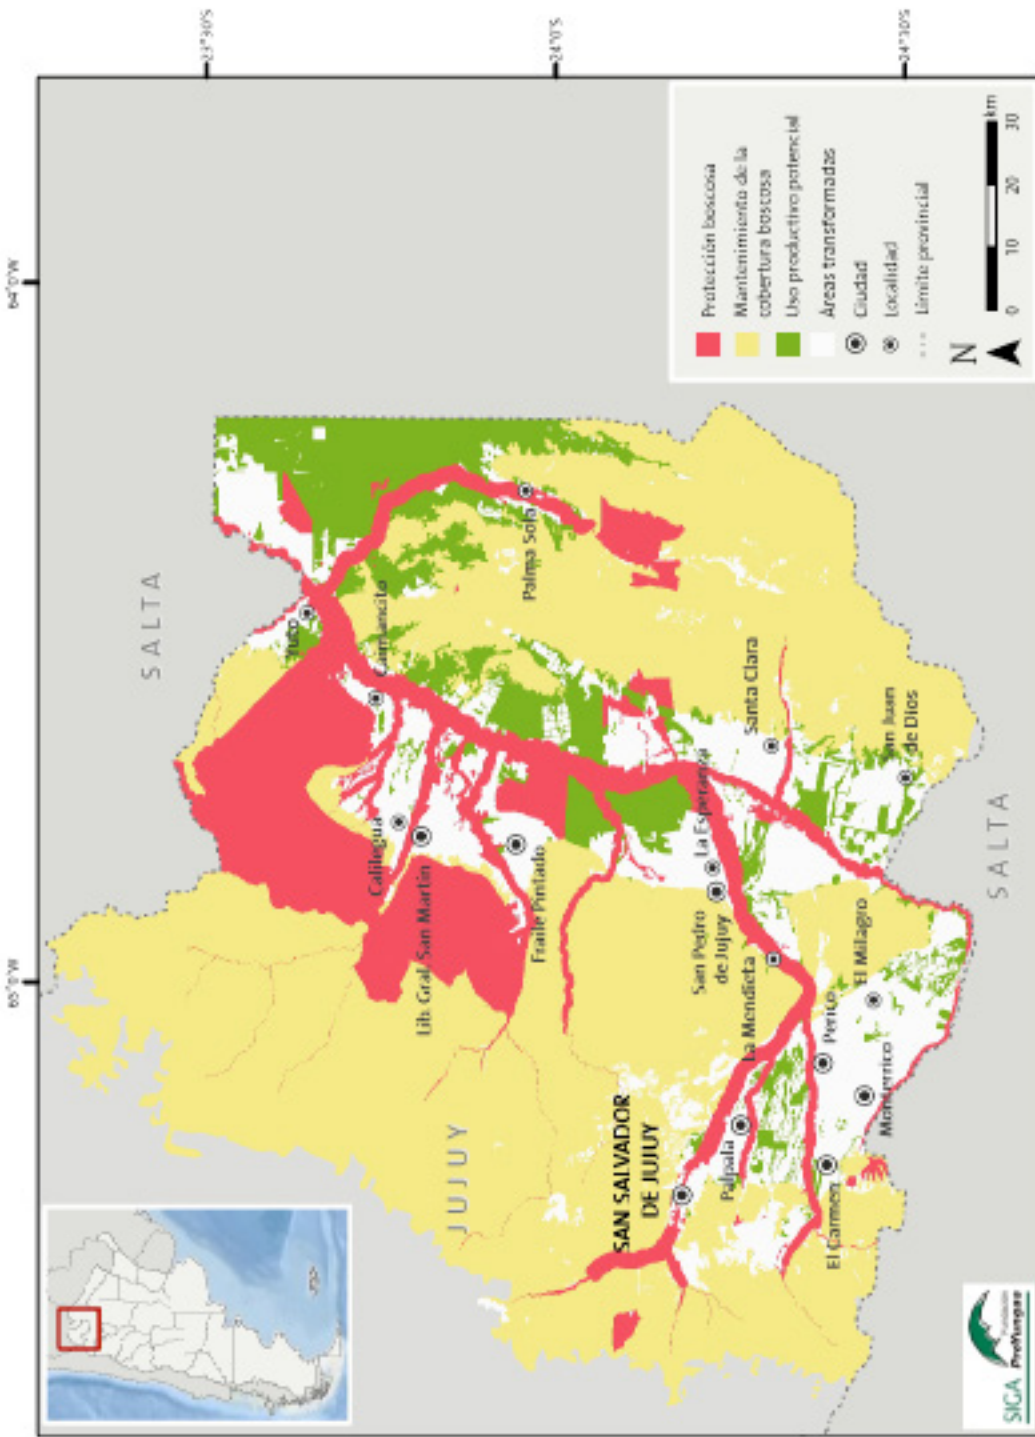 65°0'W
64°0'W
23°30'S
24°0'S
24°30'S
SALTA
Yuto
Caimancito
Calilegua
Lib. Gral. San Martín
Fraile Pintado
Palma Sola
JUJUY
SAN SALVADOR
DE JUJUY
Palpalá
San Pedro
de Jujuy
La Esperanza
La Mendieta
Santa Clara
El Carmen
Perico
Monterrico
El Milagro
San Juan
de Dios
SALTA
Protección boscosa
Mantenimiento de la
cobertura boscosa
Uso productivo potencial
Áreas transformadas
Ciudad
Localidad
Límite provincial
N
km
0 10 20 30
SIGA
Fundación
ProYungas